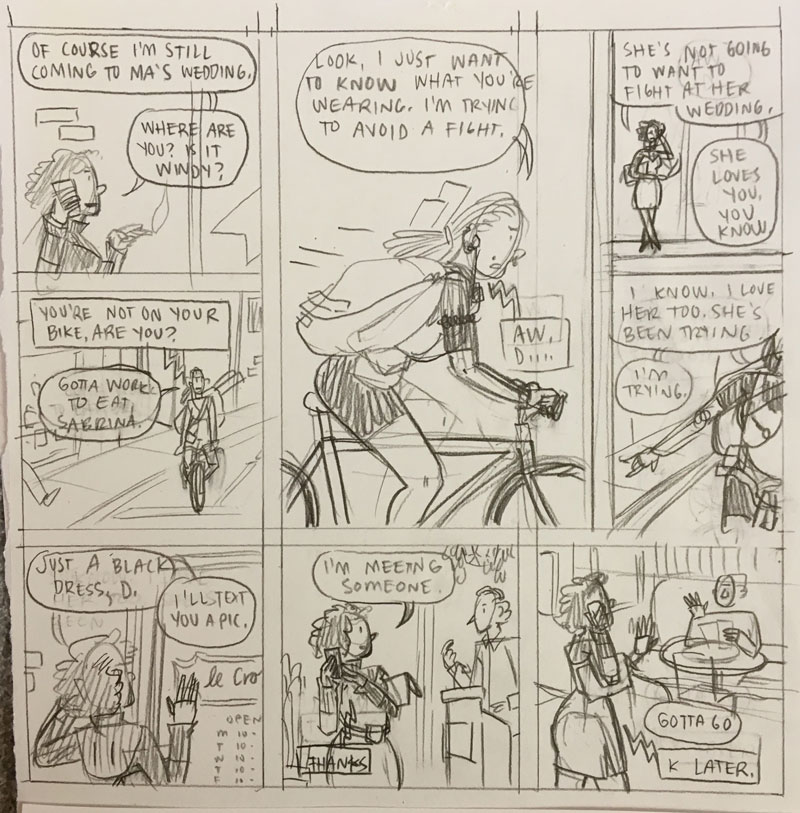 OF COURSE I'M STILL
COMING TO MA'S WEDDING.
WHERE ARE
YOU? IS IT
WINDY?
LOOK, I JUST WANT
TO KNOW WHAT YOU'RE
WEARING. I'M TRYING
TO AVOID A FIGHT.
AW,
D....
SHE'S NOT GOING
TO WANT TO
FIGHT AT HER
WEDDING.
SHE
LOVES
YOU,
YOU
KNOW
YOU'RE NOT ON YOUR
BIKE, ARE YOU?
GOTTA WORK
TO EAT
SABRINA.
I KNOW. I LOVE
HER TOO. SHE'S
BEEN TRYING
I'M
TRYING.
JUST A BLACK
DRESS, D.
I'LL TEXT
YOU A PIC.
le Cro
OPEN
M 10-
T 10-
W 10-
T 10-
F 10-
I'M MEETING
SOMEONE.
THANKS
GOTTA GO
K LATER.